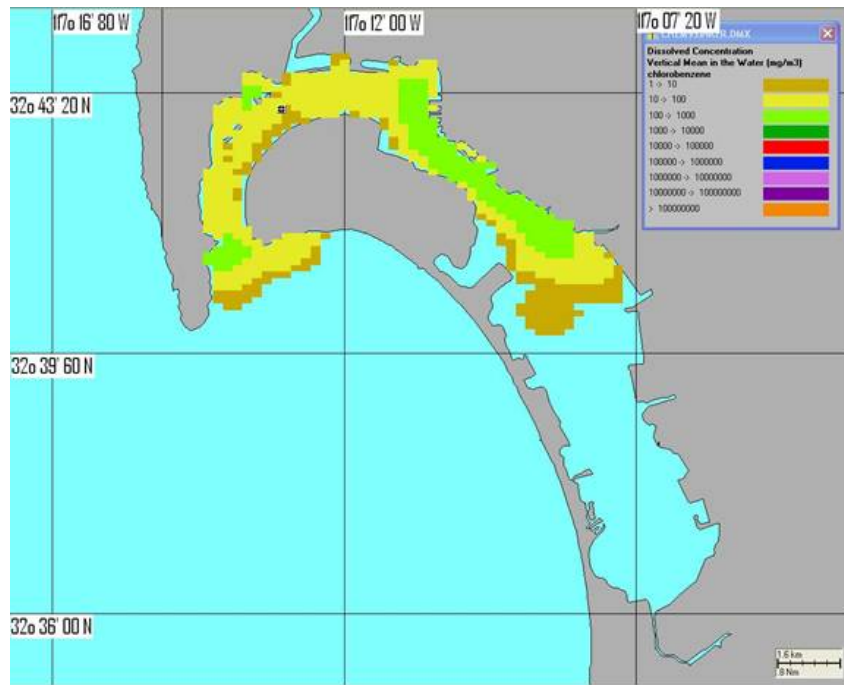 117o 16' 80 W
117o 12' 00 W
117o 07' 20 W
Dissolved Concentration
Vertical Mean in the Water (mg/m3)
chlorobenzene
1 -> 10
10 -> 100
100 -> 1000
1000 -> 10000
10000 -> 100000
100000 -> 1000000
1000000 -> 10000000
10000000 -> 100000000
> 100000000
32o 43' 20 N
32o 39' 60 N
32o 36' 00 N
1.6 km
.8 Nm